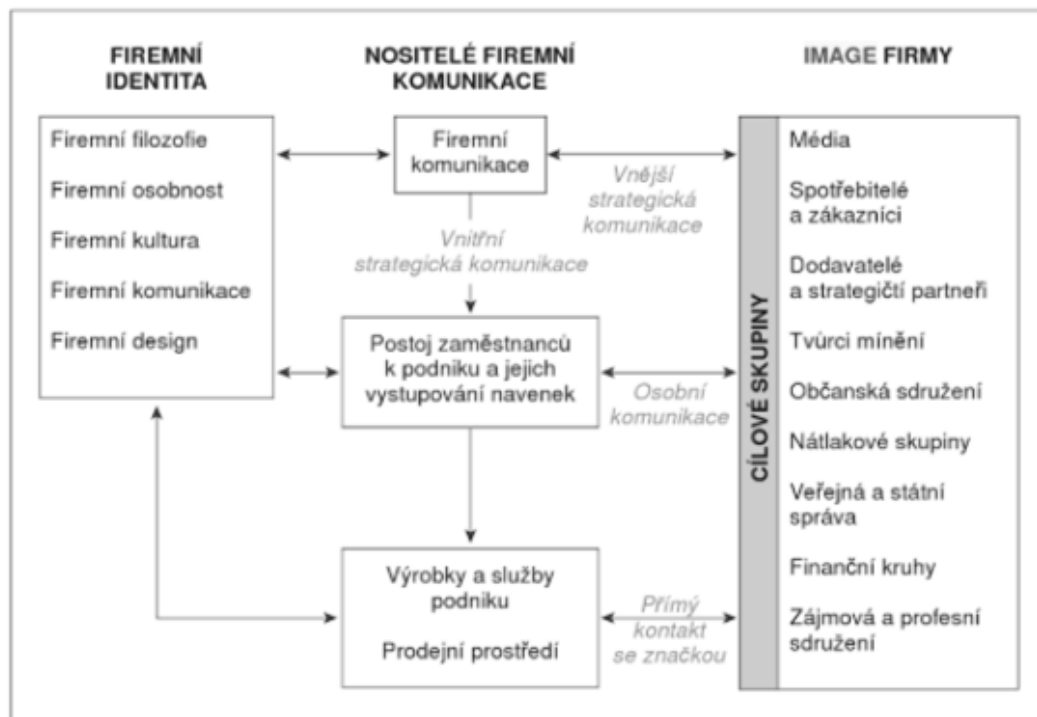 FIREMNÍ
IDENTITA
Firemní filozofie
Firemní osobnost
Firemní kultura
Firemní komunikace
Firemní design
NOSITELÉ FIREMNÍ
KOMUNIKACE
Firemní
komunikace
Vnitřní
strategická komunikace
Postoj zaměstnanců
k podniku a jejich
vystupování navenek
Výrobky a služby
podniku
Prodejní prostředí
Vnější
strategická
komunikace
Osobní
komunikace
Přímý
kontakt
se značkou
IMAGE FIRMY
CÍLOVÉ SKUPINY
Média
Spotřebitelé
a zákazníci
Dodavatelé
a strategičtí partneři
Tvůrci mínění
Občanská sdružení
Nátlakové skupiny
Veřejná a státní
správa
Finanční kruhy
Zájmová a profesní
sdružení